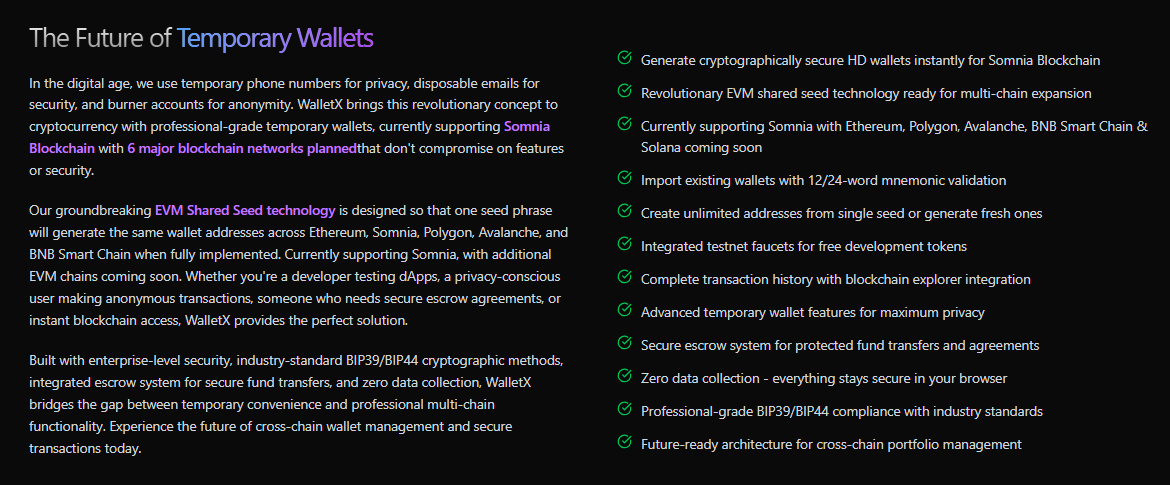 The Future of Temporary Wallets
In the digital age, we use temporary phone numbers for privacy, disposable emails for
security, and burner accounts for anonymity. WalletX brings this revolutionary concept to
cryptocurrency with professional-grade temporary wallets, currently supporting Somnia
Blockchain with 6 major blockchain networks plannedthat don't compromise on features
or security.
Our groundbreaking EVM Shared Seed technology is designed so that one seed phrase
will generate the same wallet addresses across Ethereum, Somnia, Polygon, Avalanche, and
BNB Smart Chain when fully implemented. Currently supporting Somnia, with additional
EVM chains coming soon. Whether you're a developer testing dApps, a privacy-conscious
user making anonymous transactions, someone who needs secure escrow agreements, or
instant blockchain access, WalletX provides the perfect solution.
Built with enterprise-level security, industry-standard BIP39/BIP44 cryptographic methods,
integrated escrow system for secure fund transfers, and zero data collection, WalletX
bridges the gap between temporary convenience and professional multi-chain
functionality. Experience the future of cross-chain wallet management and secure
transactions today.
Generate cryptographically secure HD wallets instantly for Somnia Blockchain
Revolutionary EVM shared seed technology ready for multi-chain expansion
Currently supporting Somnia with Ethereum, Polygon, Avalanche, BNB Smart Chain &
Solana coming soon
Import existing wallets with 12/24-word mnemonic validation
Create unlimited addresses from single seed or generate fresh ones
Integrated testnet faucets for free development tokens
Complete transaction history with blockchain explorer integration
Advanced temporary wallet features for maximum privacy
Secure escrow system for protected fund transfers and agreements
Zero data collection - everything stays secure in your browser
Professional-grade BIP39/BIP44 compliance with industry standards
Future-ready architecture for cross-chain portfolio management